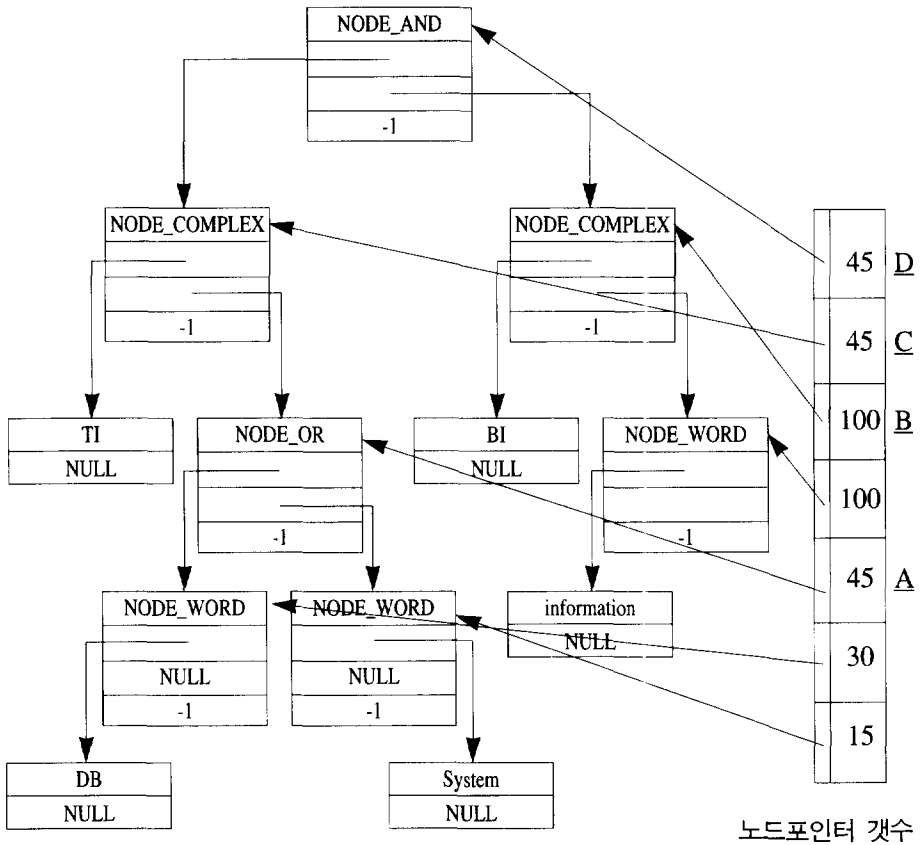 NODE_AND
-1
NODE_COMPLEX
-1
NODE_COMPLEX
-1
45 D
45 C
100 B
100
45 A
30
15
TI
NULL
NODE_OR
-1
BI
NULL
NODE_WORD
-1
NODE_WORD
NULL
-1
NODE_WORD
NULL
-1
information
NULL
DB
NULL
System
NULL
노드포인터 갯수